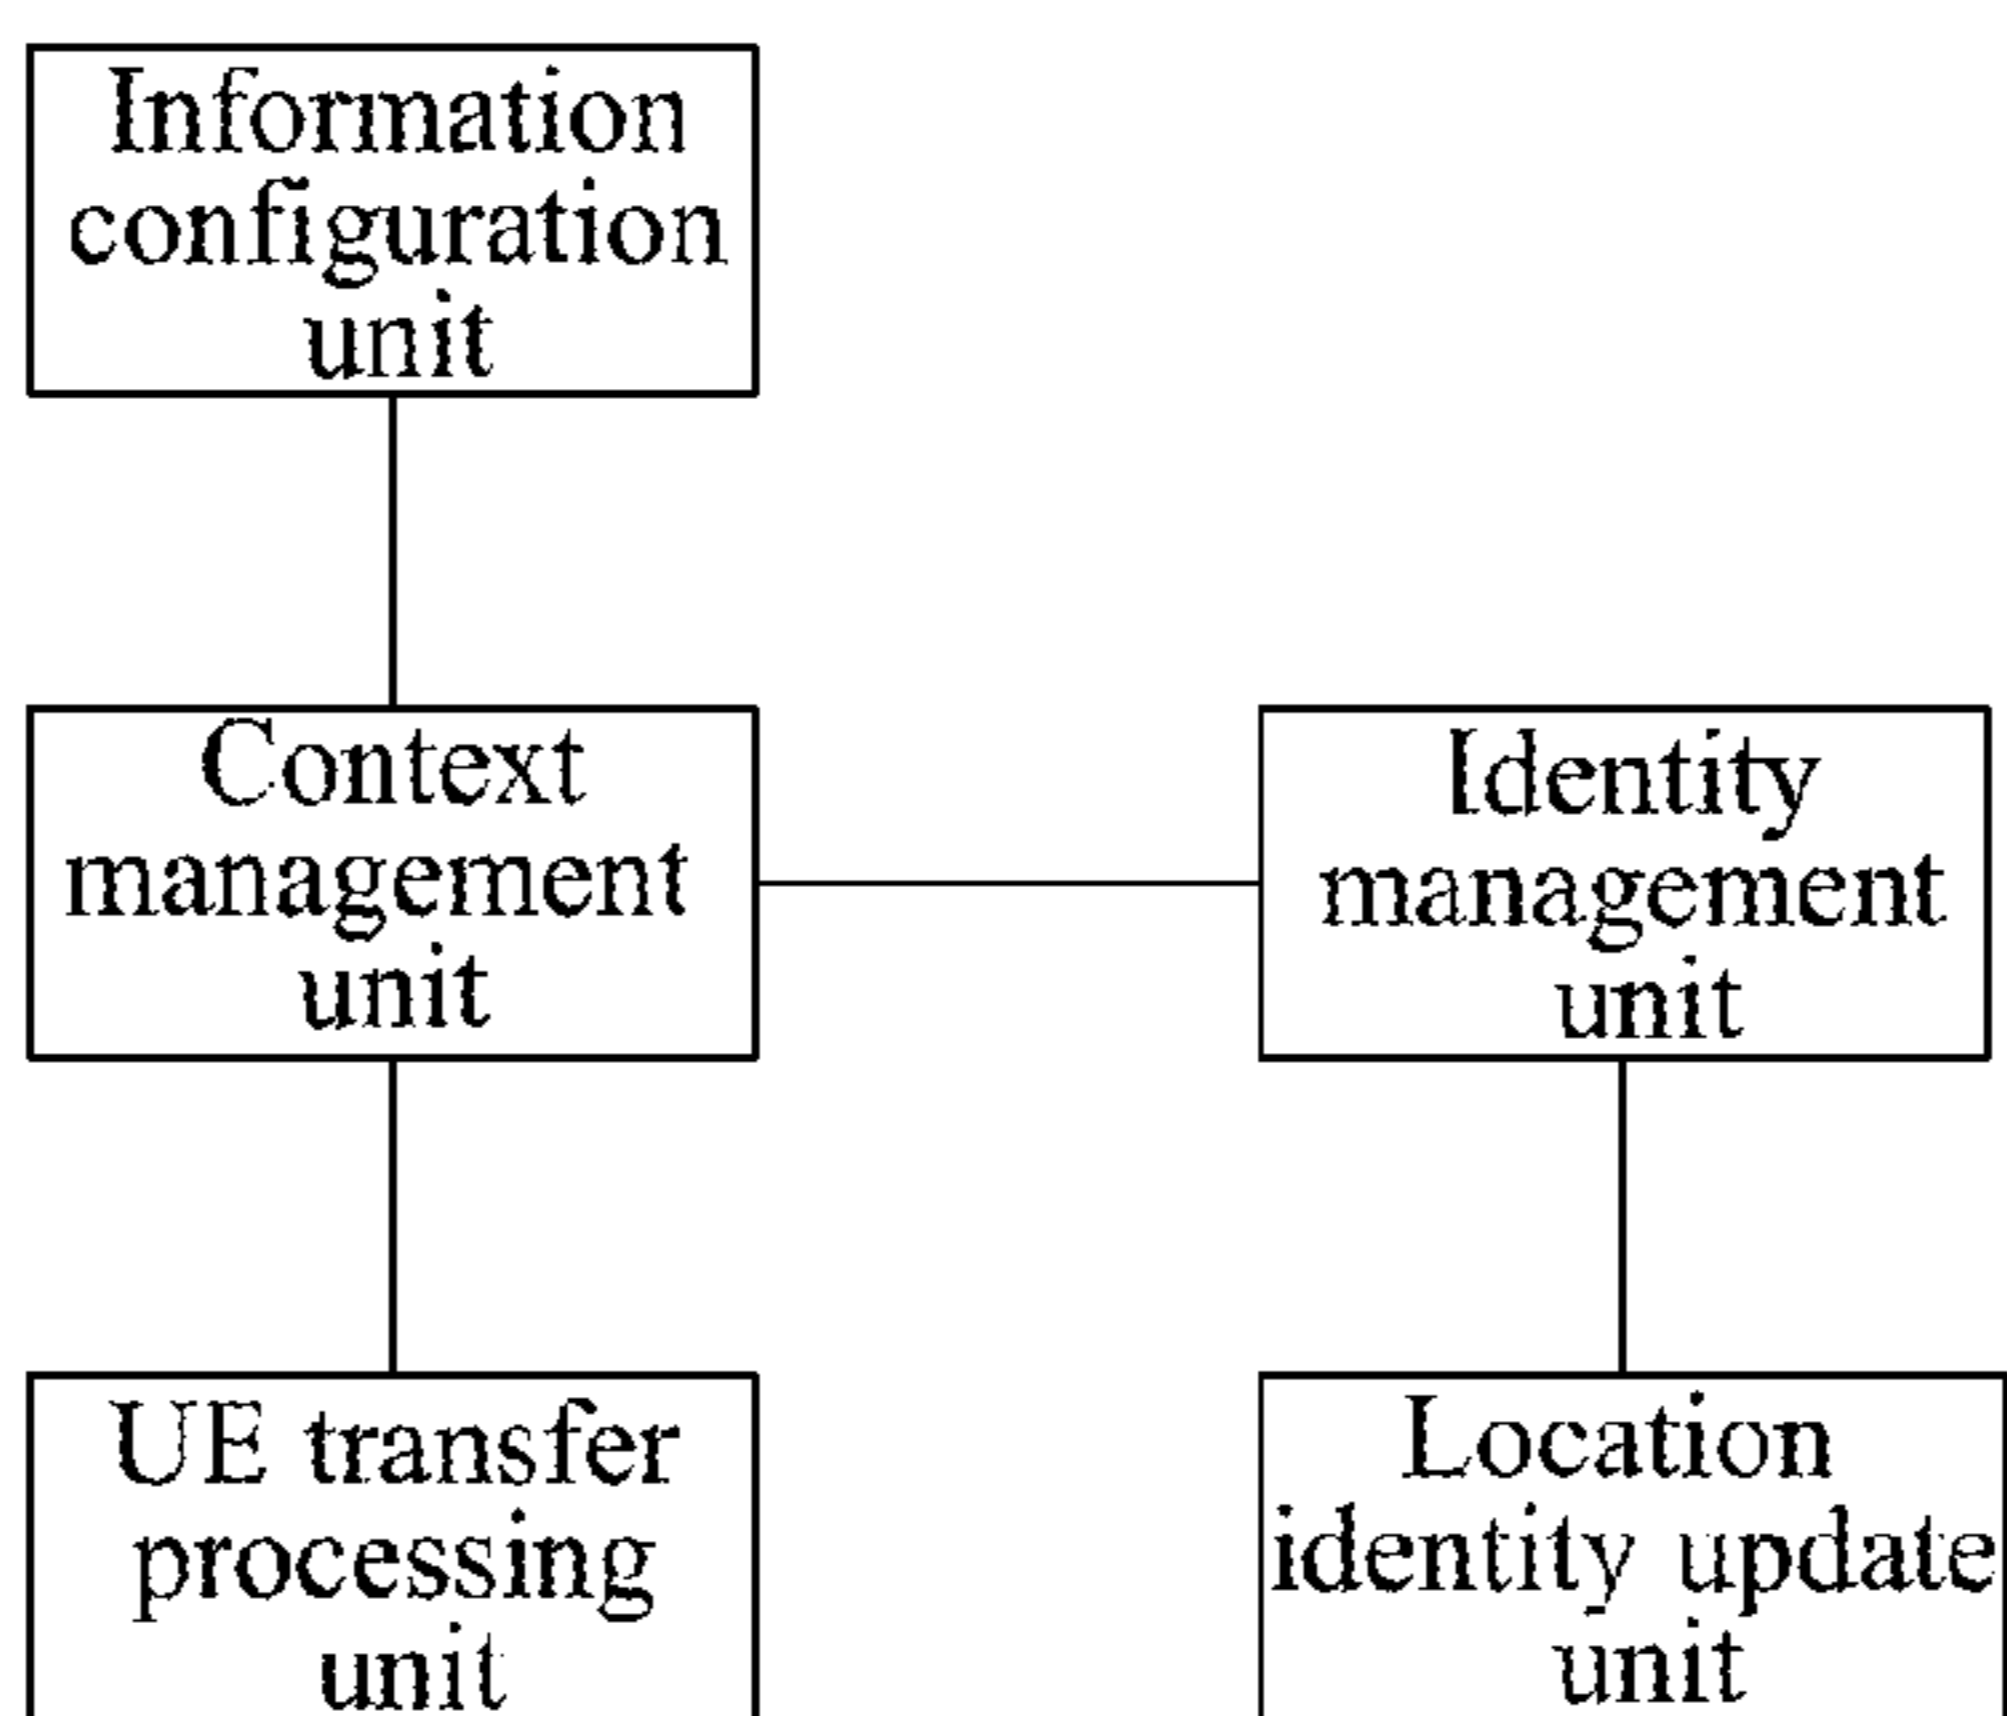 Information
configuration
unit
Context
management
unit
Identity
management
unit
UE transfer
processing
unit
Location
identity update
unit